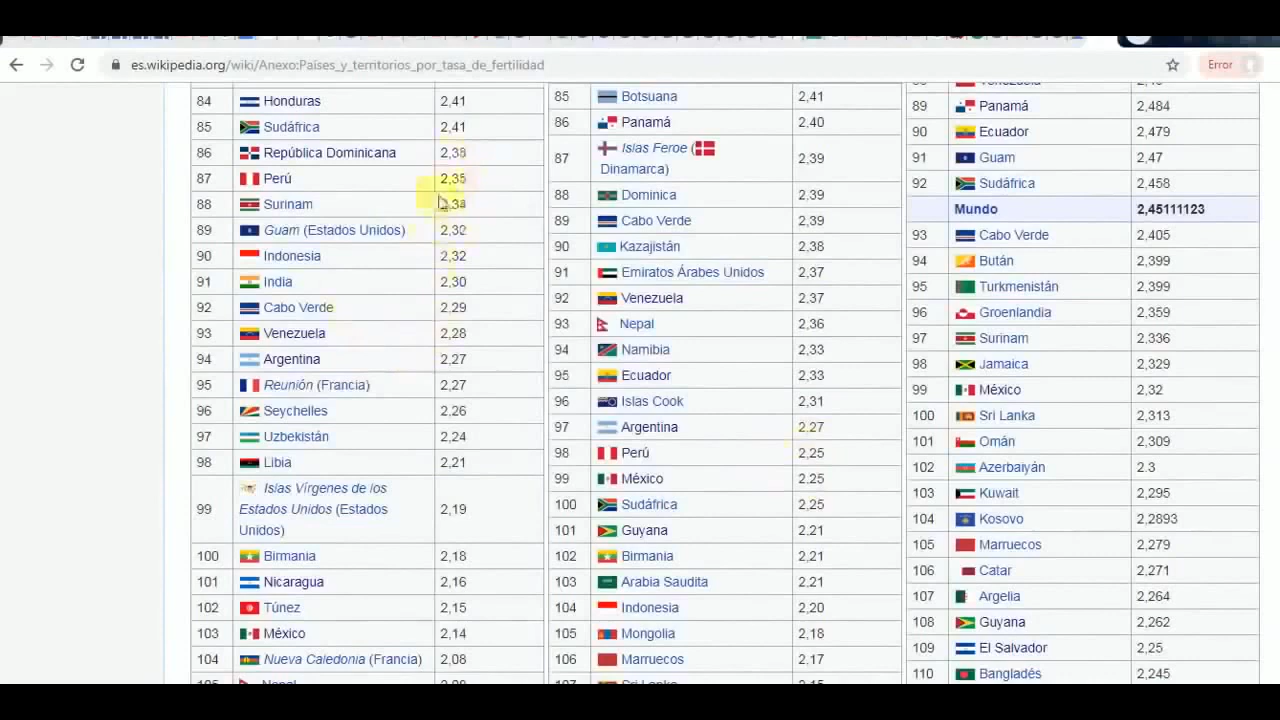 es.wikipedia.org/wiki/Anexo:Países_y_territorios_por_tasa_de_fertilidad
Error
84 Honduras 2,41
85 Sudáfrica 2,41
86 República Dominicana 2,38
87 Perú 2,35
88 Surinam 2,34
89 Guam (Estados Unidos) 2,32
90 Indonesia 2,32
91 India 2,30
92 Cabo Verde 2,29
93 Venezuela 2,28
94 Argentina 2,27
95 Reunión (Francia) 2,27
96 Seychelles 2,26
97 Uzbekistán 2,24
98 Libia 2,21
99 Islas Vírgenes de los
Estados Unidos (Estados
Unidos) 2,19
100 Birmania 2,18
101 Nicaragua 2,16
102 Túnez 2,15
103 México 2,14
104 Nueva Caledonia (Francia) 2,08
85 Botsuana 2,41
86 Panamá 2,40
87 Islas Feroe (
Dinamarca) 2,39
88 Dominica 2,39
89 Cabo Verde 2,39
90 Kazajistán 2,38
91 Emiratos Árabes Unidos 2,37
92 Venezuela 2,37
93 Nepal 2,36
94 Namibia 2,33
95 Ecuador 2,33
96 Islas Cook 2,31
97 Argentina 2,27
98 Perú 2,25
99 México 2,25
100 Sudáfrica 2,25
101 Guyana 2,21
102 Birmania 2,21
103 Arabia Saudita 2,21
104 Indonesia 2,20
105 Mongolia 2,18
106 Marruecos 2,17
89 Panamá 2,484
90 Ecuador 2,479
91 Guam 2,47
92 Sudáfrica 2,458
Mundo 2,45111123
93 Cabo Verde 2,405
94 Bután 2,399
95 Turkmenistán 2,399
96 Groenlandia 2,359
97 Surinam 2,336
98 Jamaica 2,329
99 México 2,32
100 Sri Lanka 2,313
101 Omán 2,309
102 Azerbaiyán 2.3
103 Kuwait 2,295
104 Kosovo 2,2893
105 Marruecos 2,279
106 Catar 2,271
107 Argelia 2,264
108 Guyana 2,262
109 El Salvador 2,25
110 Bangladés 2,245